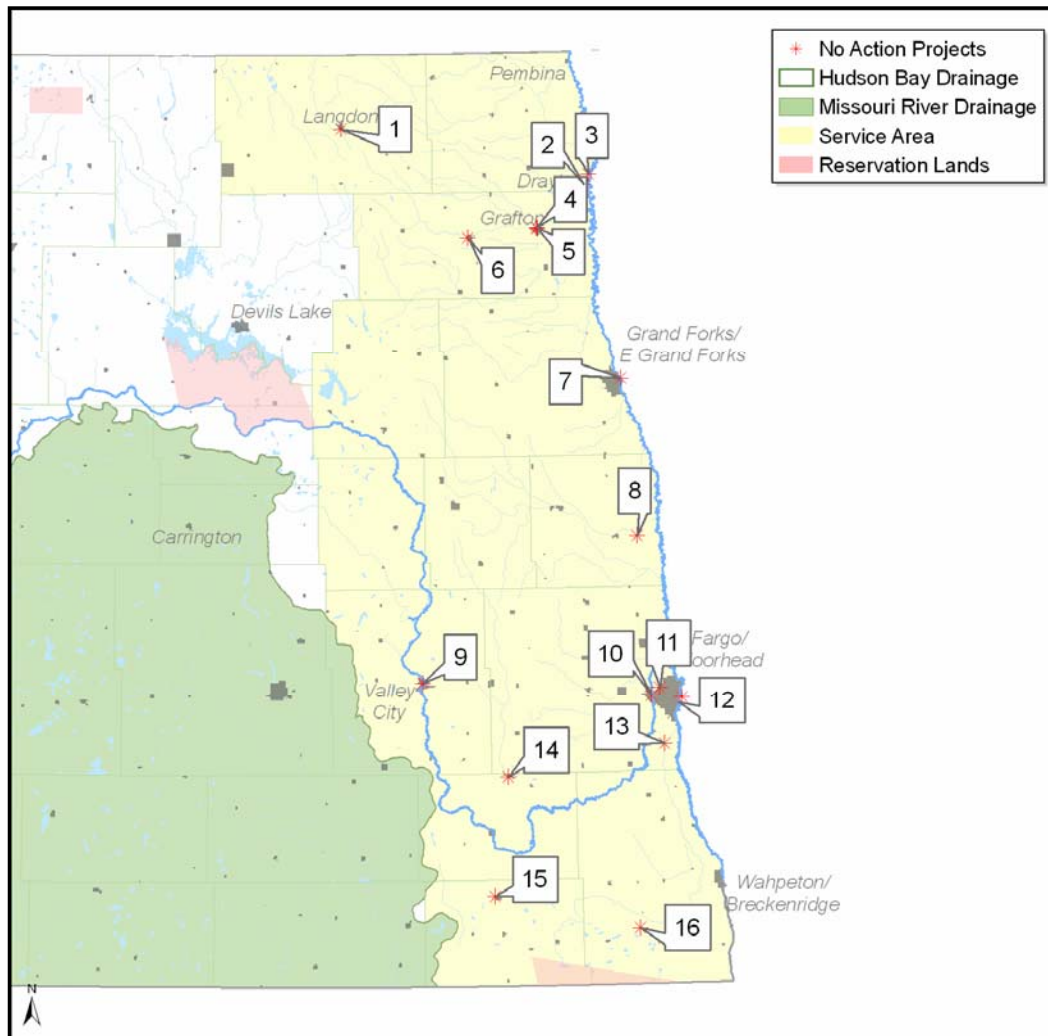 No Action Projects
Hudson Bay Drainage
Missouri River Drainage
Service Area
Reservation Lands
Pembina
Langdon
1
2
3
Dray
4
Grafton
5
6
Devils Lake
Grand Forks/
E Grand Forks
7
8
Carrington
Fargo/
oorhead
11
10
9
Valley
City
12
13
14
15
Wahpeton/
Breckenridge
16
N